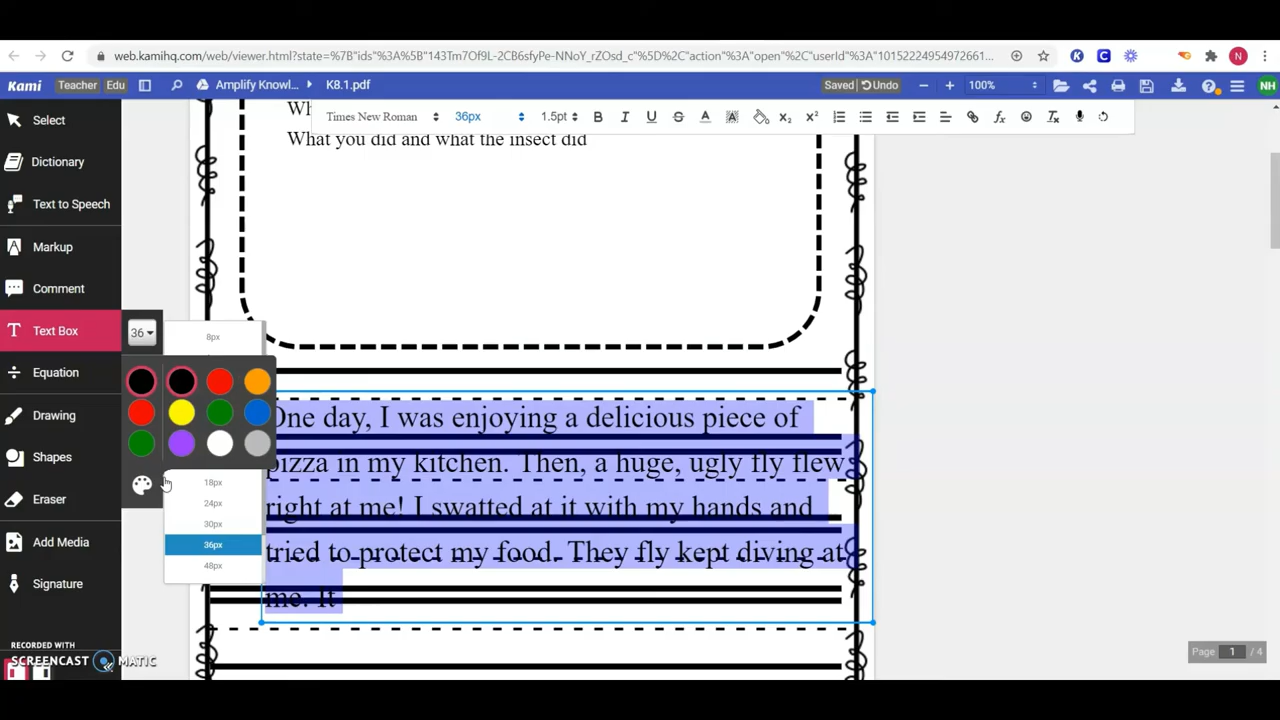 web.kamihq.com/web/viewer.html?state=%7B"ids"%3A%5B"143Tm7Of9L-2CB6sfyPe-NNoY_rZOsd_c"%5D%2C"action"%3A"open"%2C"userId"%3A"10152224954972661...
N
Kami Teacher Edu Amplify Knowl... K8.1.pdf Saved Undo 100% NH
Times New Roman 36px 1.5pt B I U S A
Select
Wh
What you did and what the insect did
Dictionary
Text to Speech
Markup
Comment
Text Box
36
8px
Equation
Drawing
Shapes
Eraser
Add Media
Signature
18px
24px
30px
36px
48px
One day, I was enjoying a delicious piece of
pizza in my kitchen. Then, a huge, ugly fly flew
right at me! I swatted at it with my hands and
tried to protect my food. They fly kept diving at
me. It
RECORDED WITH
SCREENCAST MATIC
Page 1 / 4